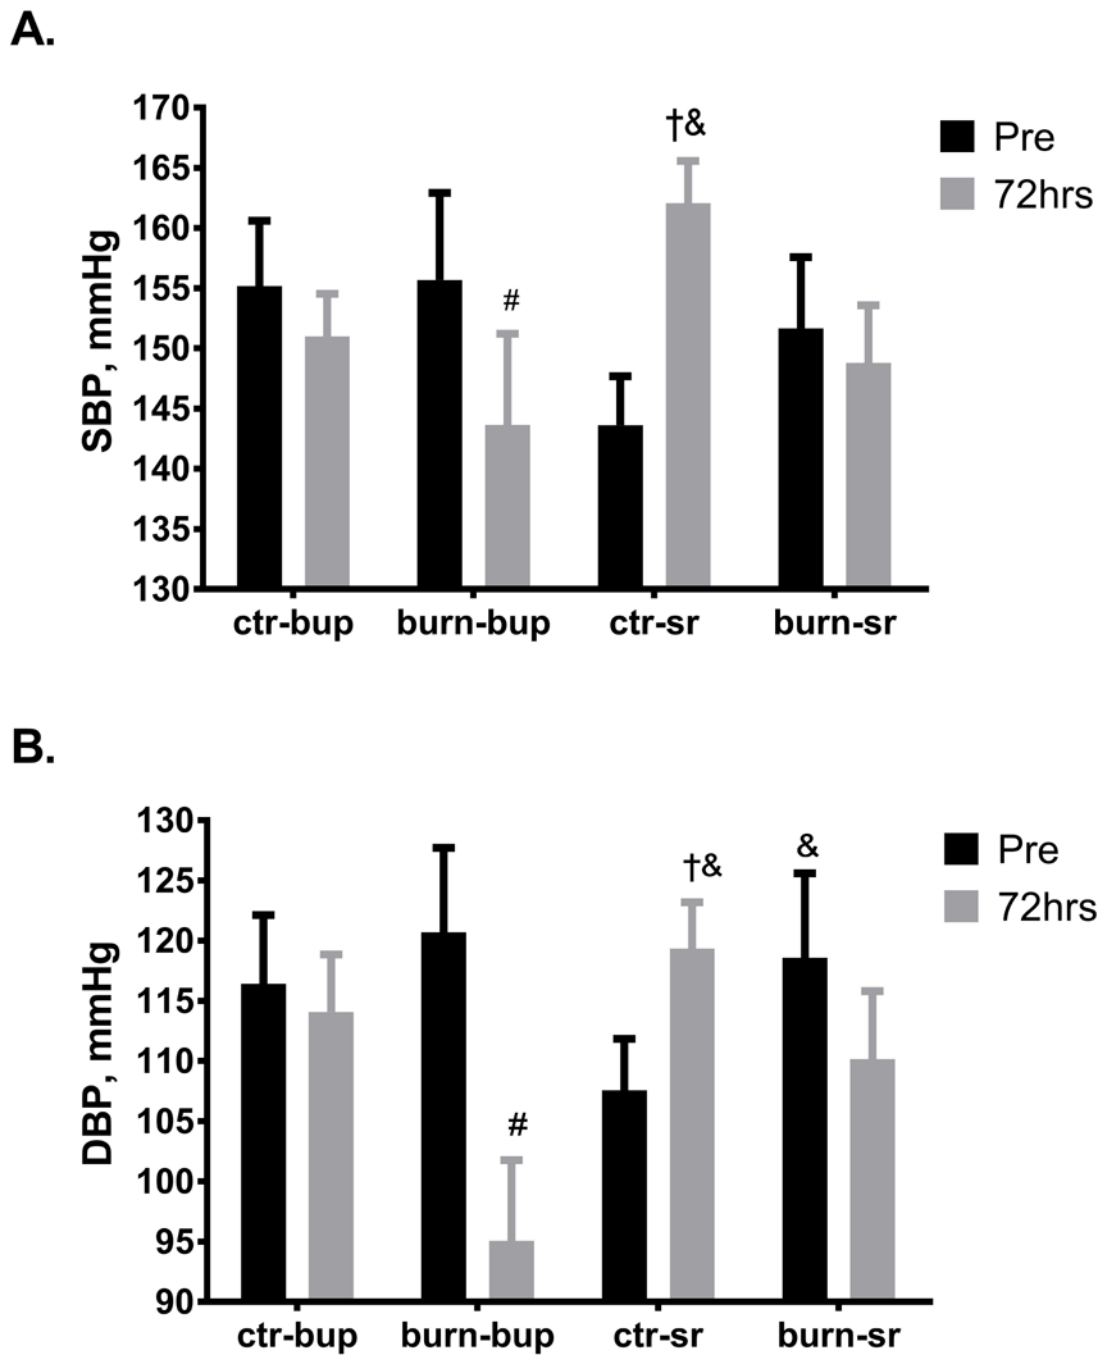 A.
†&
170
Pre
165
72hrs
160
SBP, mmHg
155
#
150
145
140
135
130
ctr-bup burn-bup ctr-sr burn-sr
B.
130
&
Pre
†&
125
72hrs
120
DBP, mmHg
115
110
105
#
100
95
90
ctr-bup burn-bup ctr-sr burn-sr